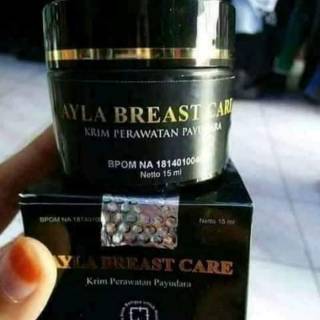 AYLA BREAST CARE
KRIM PERAWATAN PAYUDARA
BPOM NA 181401004
Netto 15 ml
BPOM NA 18140100
Netto 15 ml
AYLA BREAST CARE
Krim Perawatan Payudara